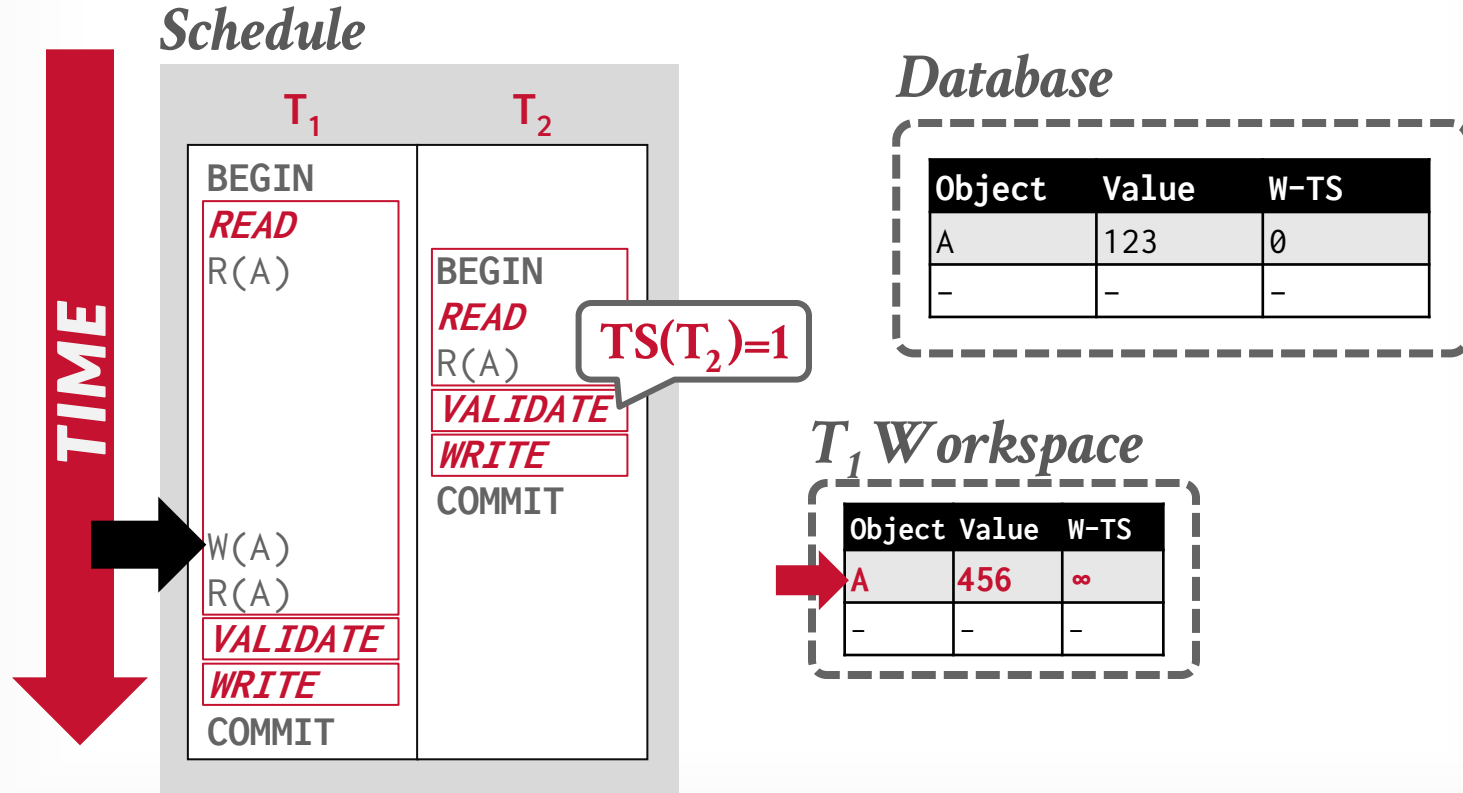 Schedule
TIME
T1 T2
BEGIN
READ
R(A)
W(A)
R(A)
VALIDATE
WRITE
COMMIT
BEGIN
READ
R(A)
VALIDATE
WRITE
COMMIT
TS(T2)=1
Database
Object Value W-TS
A 123 0
- - -
T1 Workspace
Object Value W-TS
A 456 ∞
- - -